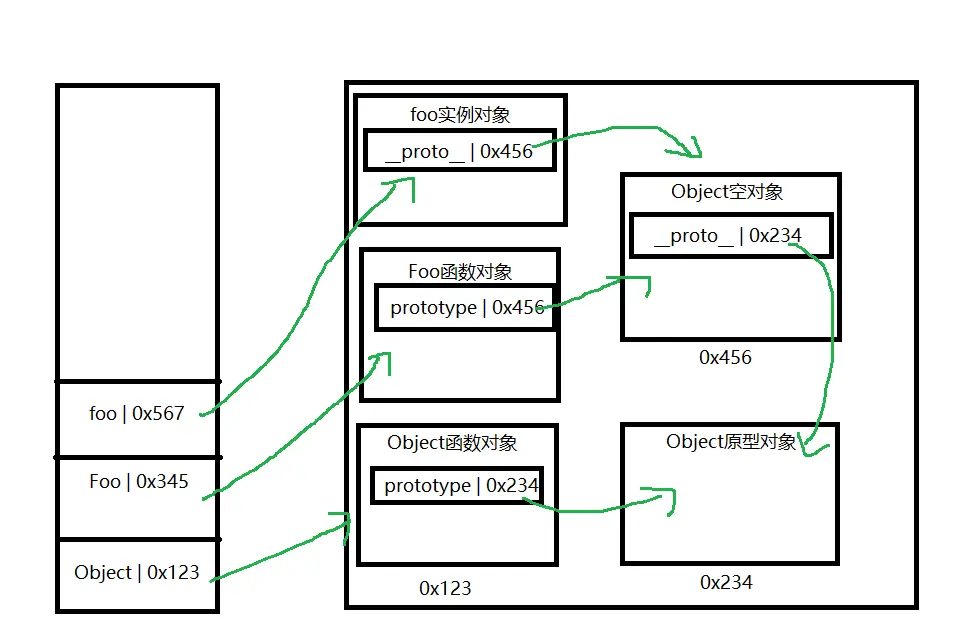 foo | 0x567
Foo | 0x345
Object | 0x123
foo实例对象
__proto__ | 0x456
Foo函数对象
prototype | 0x456
Object函数对象
prototype | 0x234
0x123
Object空对象
__proto__ | 0x234
0x456
Object原型对象
0x234